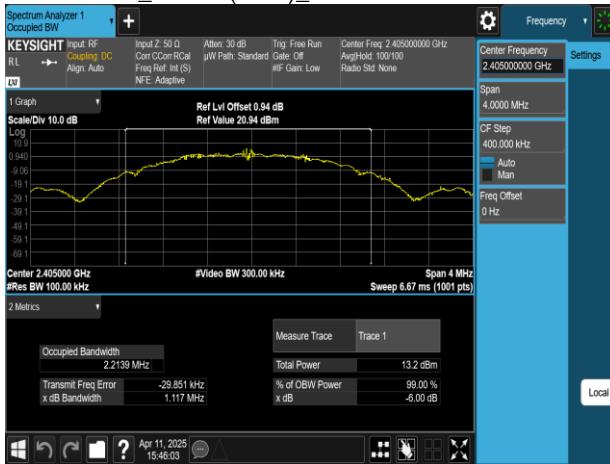 Spectrum Analyzer 1
Occupied BW
Frequency
KEYSIGHT
RL
LXI
Input: RF
Coupling: DC
Align: Auto
Input Z: 50 Ω
Corr CCorr RCal
Freq Ref: Int (S)
NFE: Adaptive
Atten: 30 dB
µW Path: Standard
Trig: Free Run
Gate: Off
#IF Gain: Low
Center Freq: 2.405000000 GHz
Avg|Hold: 100/100
Radio Std: None
Center Frequency
2.405000000 GHz
Settings
Span
4.0000 MHz
CF Step
400.000 kHz
Auto
Man
Freq Offset
0 Hz
Local
1 Graph
Scale/Div 10.0 dB
Ref Lvl Offset 0.94 dB
Ref Value 20.94 dBm
Log
10.9
0.940
-9.06
-19.1
-29.1
-39.1
-49.1
-59.1
-69.1
Center 2.405000 GHz
#Res BW 100.00 kHz
#Video BW 300.00 kHz
Span 4 MHz
Sweep 6.67 ms (1001 pts)
2 Metrics
Measure Trace
Trace 1
Occupied Bandwidth
2.2139 MHz
Total Power
13.2 dBm
Transmit Freq Error
-29.851 kHz
% of OBW Power
99.00 %
x dB Bandwidth
1.117 MHz
x dB
-6.00 dB
?
Apr 11, 2025
15:46:03